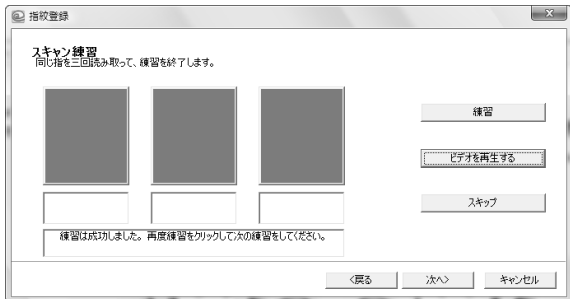 指紋登録
スキャン練習
同じ指を三回読み取って、練習を終了します。
練習
ビデオを再生する
スキップ
練習は成功しました。再度練習をクリックして次の練習をしてください。
<戻る
次へ>
キャンセル